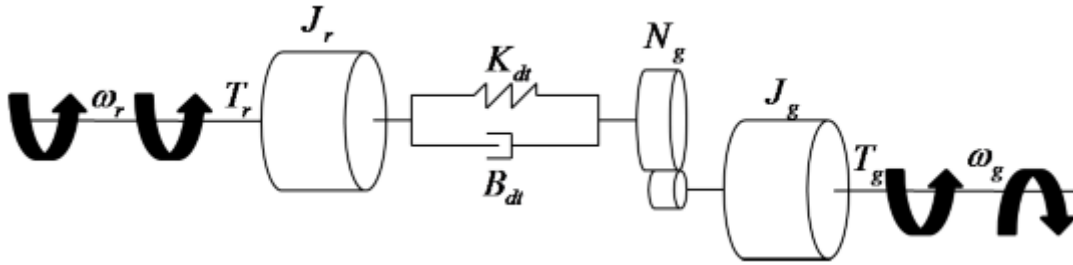 J_r
N_g
K_dt
J_g
ω_r
T_r
T_g
ω_g
B_dt